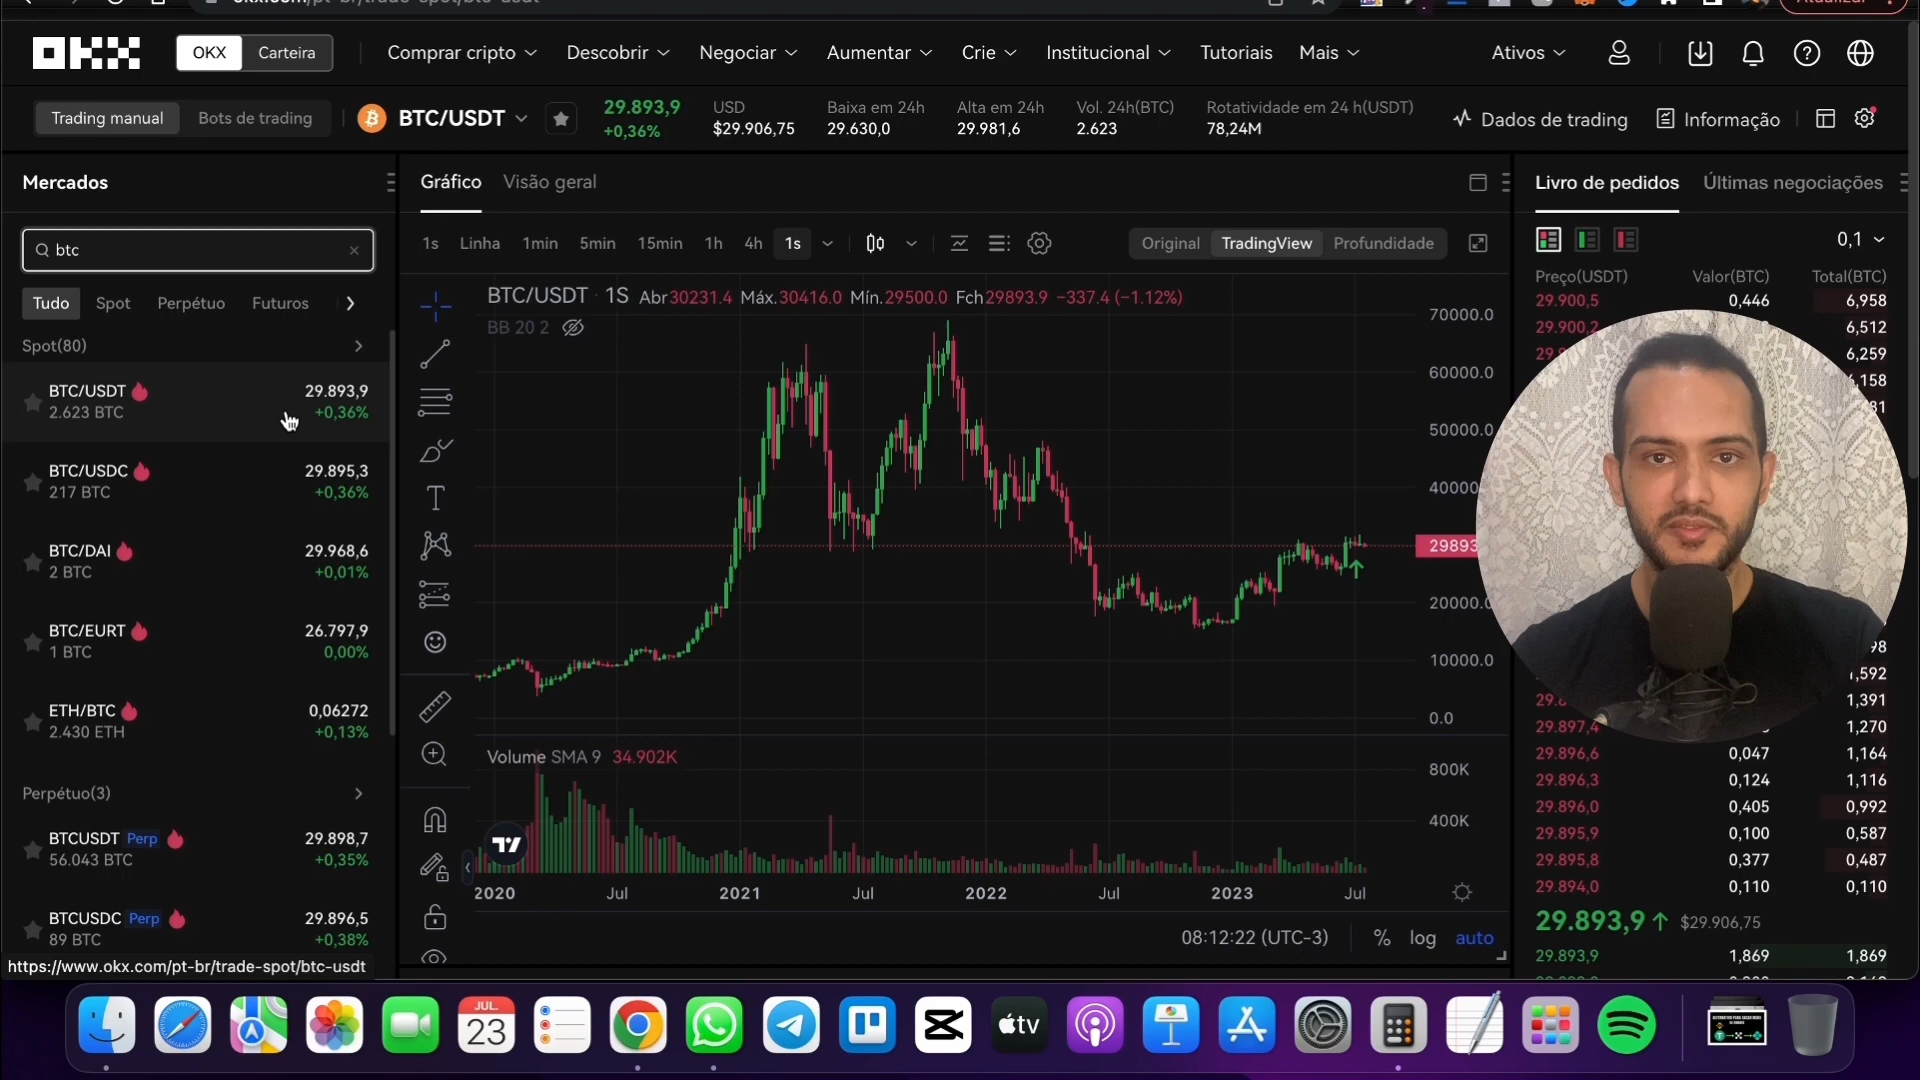 okx.com/pt-br/trade-spot/btc-usdt
Atualizar
OKX
OKX Carteira
Comprar cripto Descobrir Negociar Aumentar Crie Institucional Tutoriais Mais
Ativos
Trading manual Bots de trading
BTC/USDT
29.893,9
+0,36%
USD
$29.906,75
Baixa em 24h
29.630,0
Alta em 24h
29.981,6
Vol. 24h(BTC)
2.623
Rotatividade em 24 h(USDT)
78,24M
Dados de trading Informação
Mercados
btc
Tudo Spot Perpétuo Futuros
Spot(80)
BTC/USDT 29.893,9
2.623 BTC +0,36%
BTC/USDC 29.895,3
217 BTC +0,36%
BTC/DAI 29.968,6
2 BTC +0,01%
BTC/EURT 26.797,9
1 BTC 0,00%
ETH/BTC 0,06272
2.430 ETH +0,13%
Perpétuo(3)
BTCUSDT Perp 29.898,7
56.043 BTC +0,35%
BTCUSDC Perp 29.896,5
89 BTC +0,38%
https://www.okx.com/pt-br/trade-spot/btc-usdt
Gráfico Visão geral
1s Linha 1min 5min 15min 1h 4h 1s
Original TradingView Profundidade
BTC/USDT · 1S Abr30231.4 Máx.30416.0 Mín.29500.0 Fch29893.9 −337.4 (−1.12%)
BB 20 2
70000.0
60000.0
50000.0
40000
29893
20000.0
10000.0
0.0
Volume SMA 9 34.902K
800K
400K
2020 Jul 2021 Jul 2022 Jul 2023 Jul
08:12:22 (UTC-3) % log auto
Livro de pedidos Últimas negociações
0,1
Preço(USDT) Valor(BTC) Total(BTC)
29.900,5 0,446 6,958
29.900,2 6,512
6,259
,158
1,391
29.897,4 1,270
29.896,6 0,047 1,164
29.896,3 0,124 1,116
29.896,0 0,405 0,992
29.895,9 0,100 0,587
29.895,8 0,377 0,487
29.894,0 0,110 0,110
29.893,9 $29.906,75
29.893,9 1,869 1,869
JUL.
23
tv